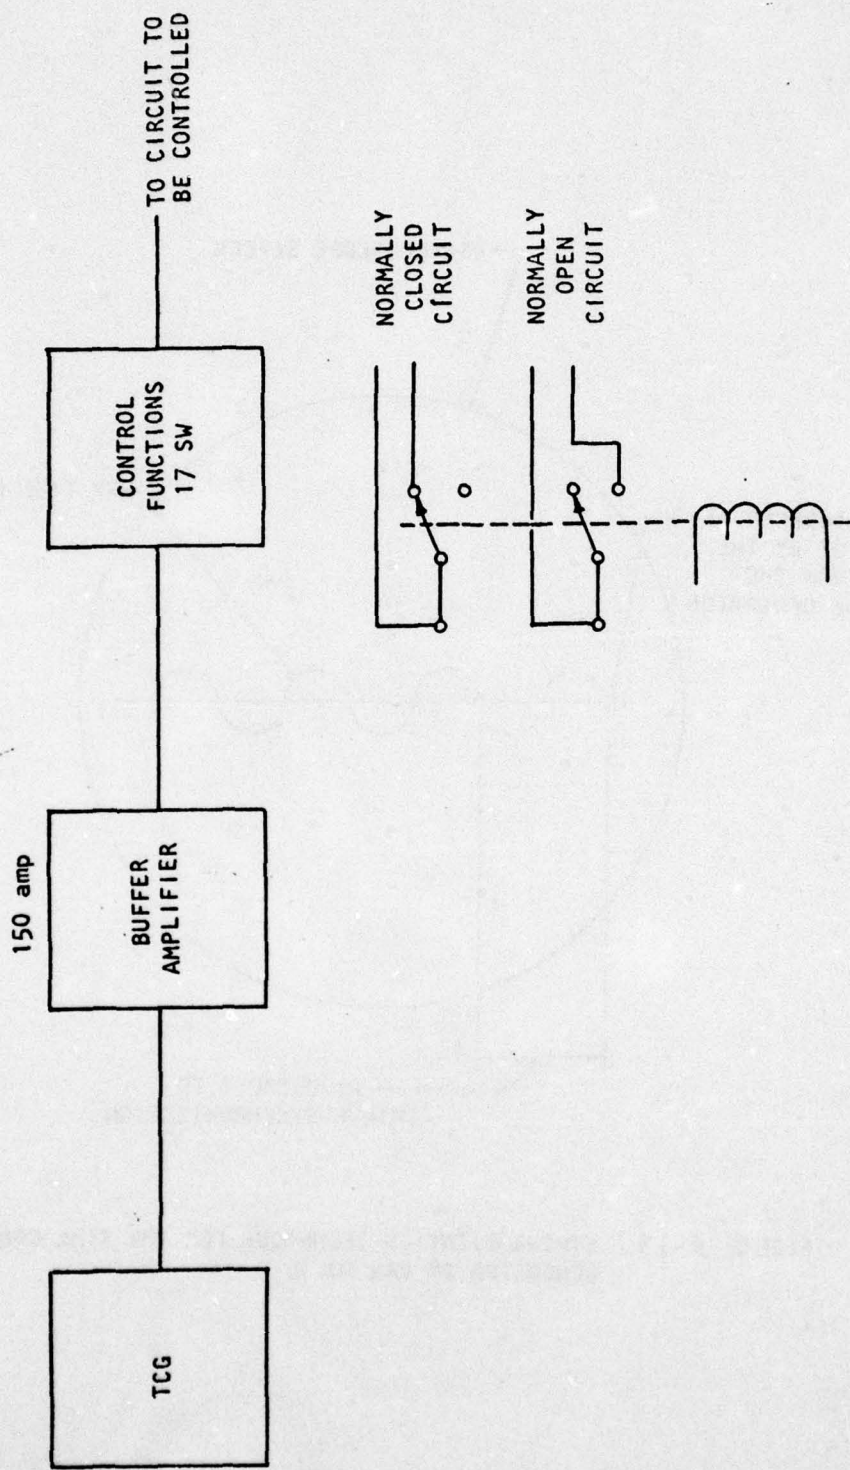 TCG
150 amp
BUFFER
AMPLIFIER
CONTROL
FUNCTIONS
17 SW
TO CIRCUIT TO
BE CONTROLLED
NORMALLY
CLOSED
CIRCUIT
NORMALLY
OPEN
CIRCUIT